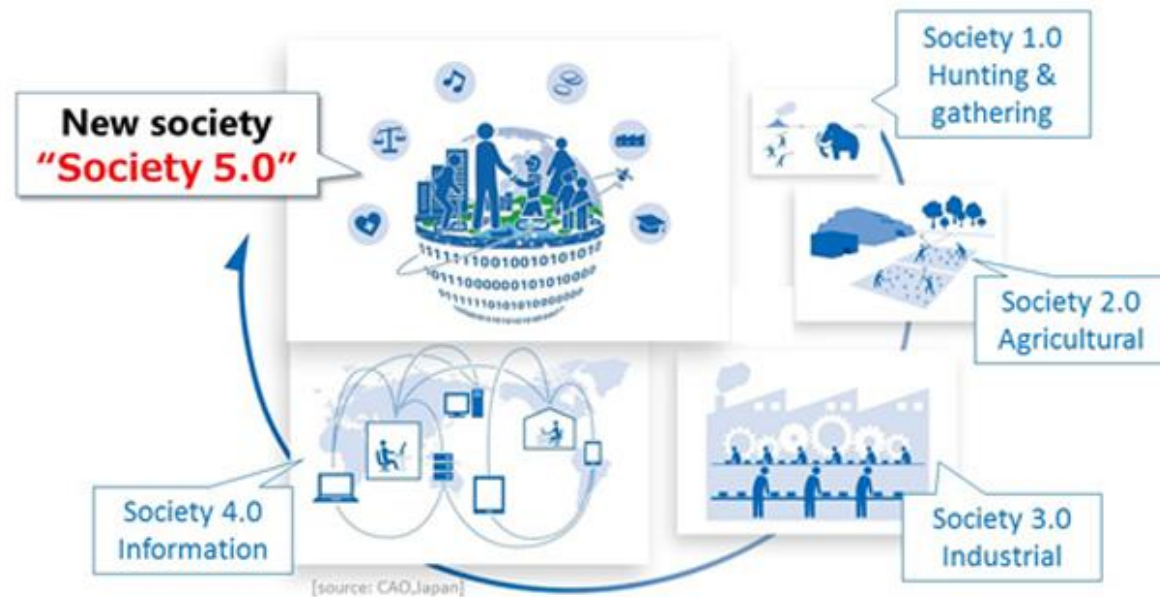 New society
“Society 5.0”
Society 1.0
Hunting &
gathering
Society 2.0
Agricultural
Society 3.0
Industrial
Society 4.0
Information
[source: CAO,Japan]